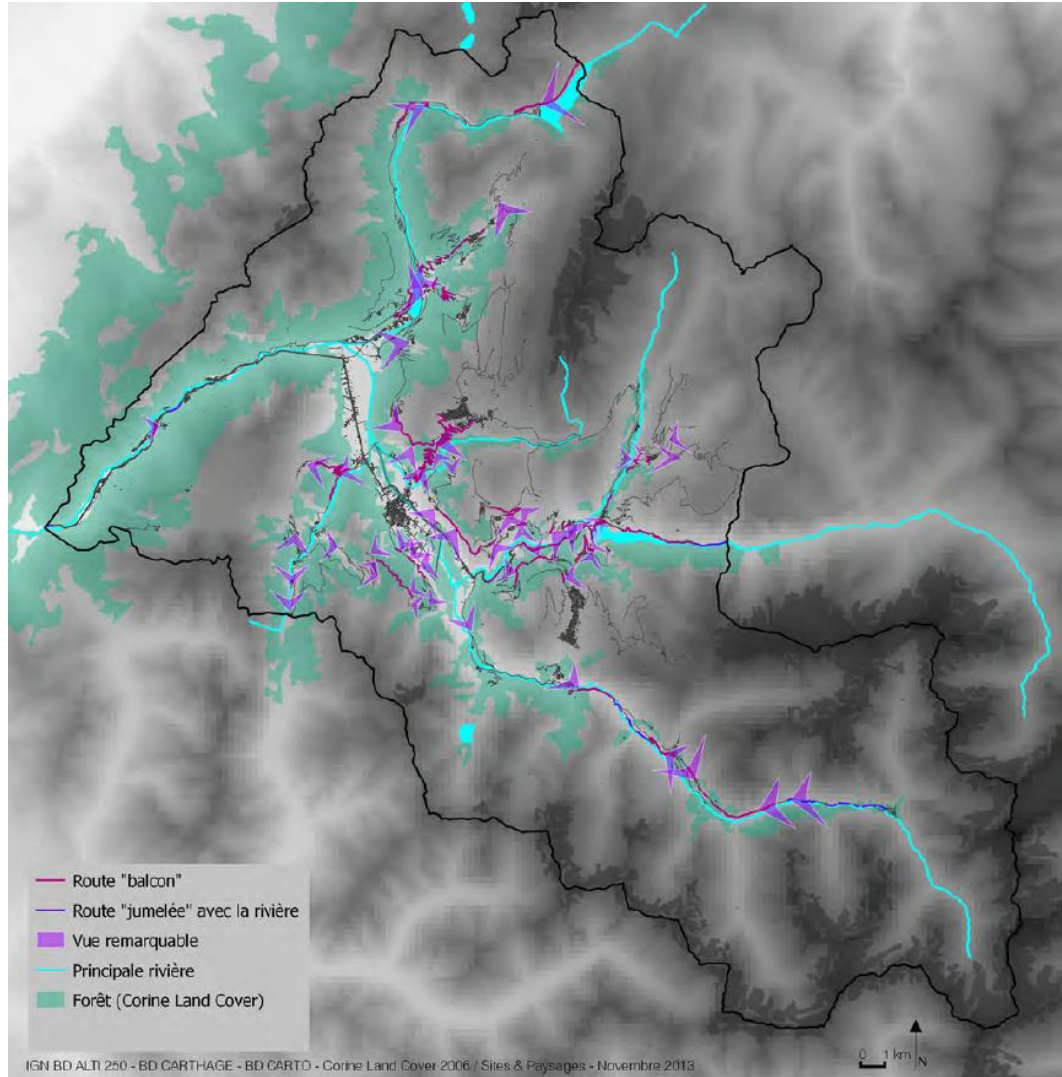 Route "balcon"
Route "jumelée" avec la rivière
Vue remarquable
Principale rivière
Forêt (Corine Land Cover)
0 1 km
N
IGN BD ALTI 250 - BD CARTHAGE - BD CARTO - Corine Land Cover 2006 / Sites & Paysages - Novembre 2013